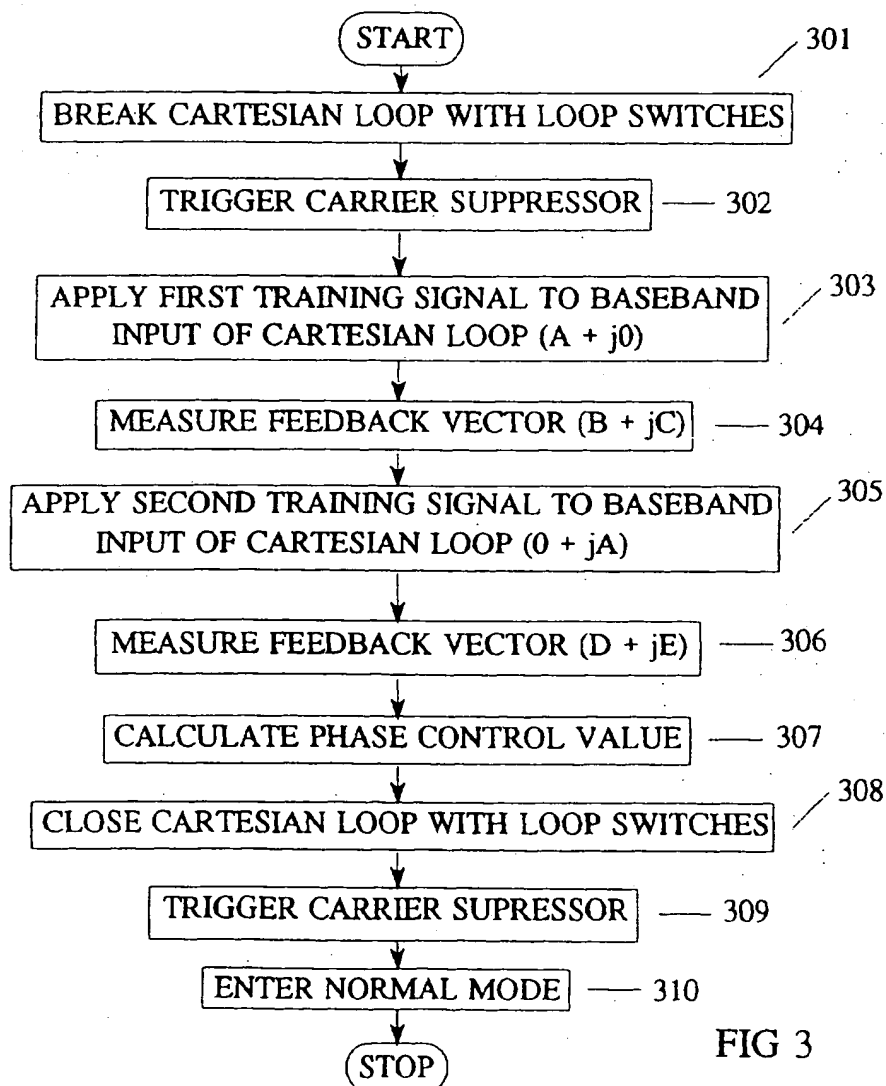 START
301
BREAK CARTESIAN LOOP WITH LOOP SWITCHES
TRIGGER CARRIER SUPPRESSOR
302
303
APPLY FIRST TRAINING SIGNAL TO BASEBAND
INPUT OF CARTESIAN LOOP (A + j0)
MEASURE FEEDBACK VECTOR (B + jC)
304
305
APPLY SECOND TRAINING SIGNAL TO BASEBAND
INPUT OF CARTESIAN LOOP (0 + jA)
MEASURE FEEDBACK VECTOR (D + jE)
306
CALCULATE PHASE CONTROL VALUE
307
308
CLOSE CARTESIAN LOOP WITH LOOP SWITCHES
TRIGGER CARRIER SUPRESSOR
309
ENTER NORMAL MODE
310
STOP
FIG 3